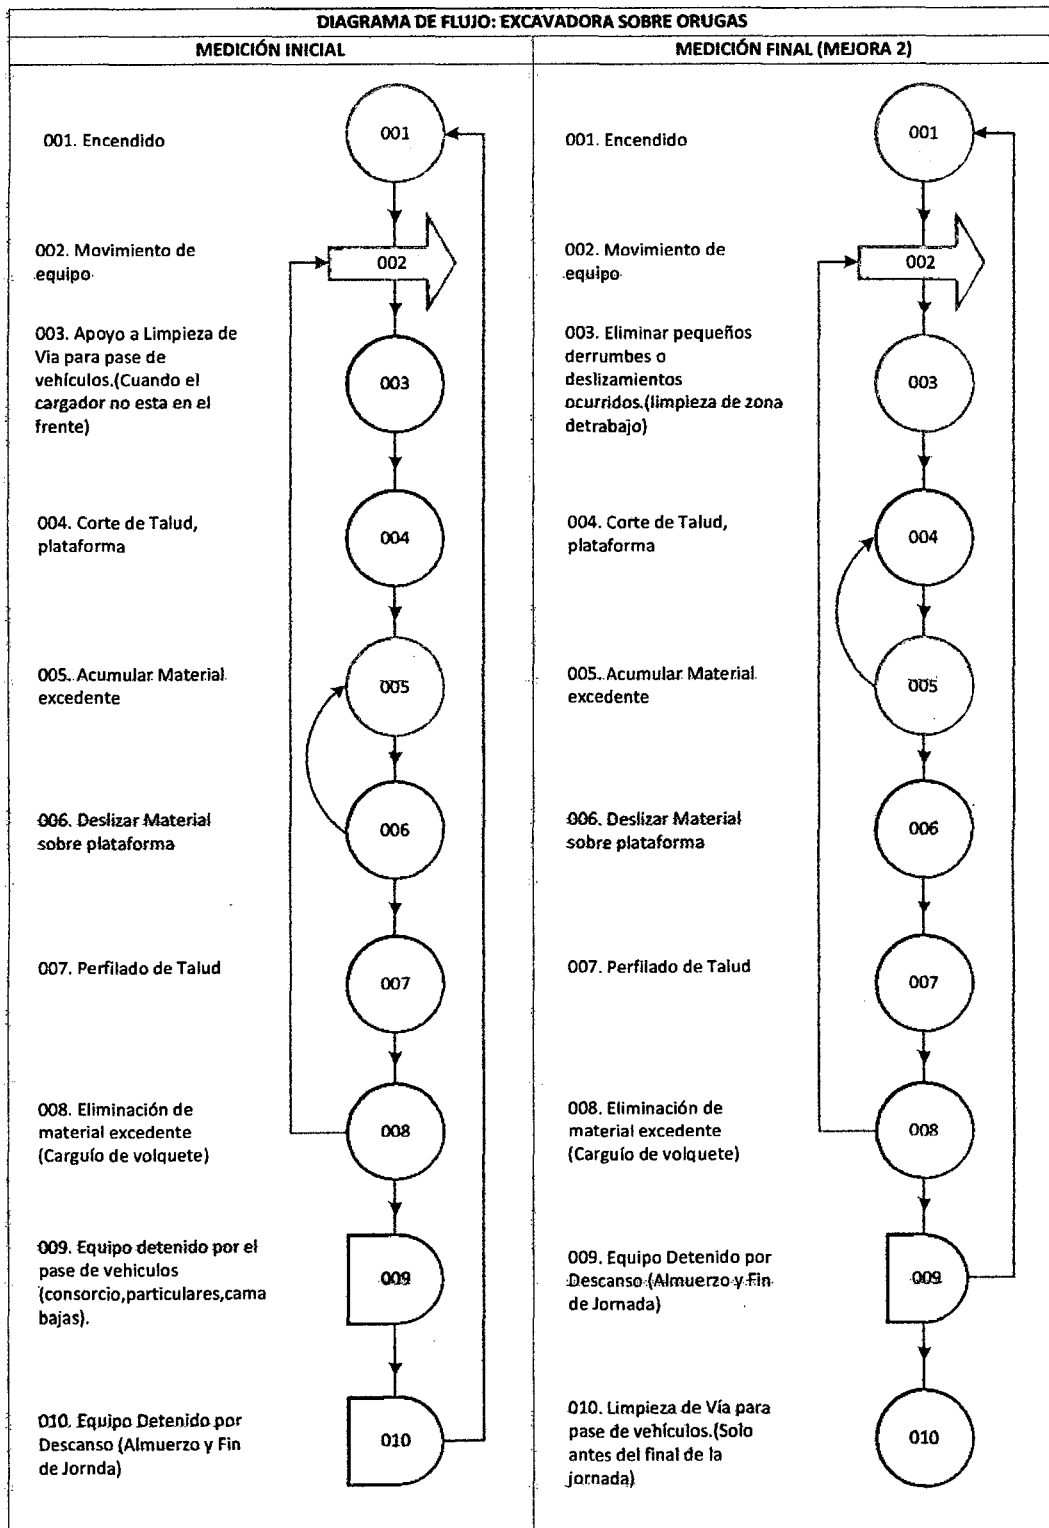 DIAGRAMA DE FLUJO: EXCAVADORA SOBRE ORUGAS
MEDICIÓN INICIAL
001. Encendido
001
002. Movimiento de
equipo
002
003. Apoyo a Limpieza de
Via para pase de
vehículos.(Cuando el
cargador no esta en el
frente)
003
004. Corte de Talud,
plataforma
004
005. Acumular Material
excedente
005
006. Deslizar Material
sobre plataforma
006
007. Perfilado de Talud
007
008. Eliminación de
material excedente
(Carguío de volquete)
008
009. Equipo detenido por el
pase de vehiculos
(consorcio,particulares,cama
bajas).
009
010. Equipo Detenido por
Descanso (Almuerzo y Fin
de Jornda)
010
MEDICIÓN FINAL (MEJORA 2)
001. Encendido
001
002. Movimiento de
equipo
002
003. Eliminar pequeños
derrumbes o
deslizamientos
ocurridos.(limpieza de zona
detrabajo)
003
004. Corte de Talud,
plataforma
004
005. Acumular Material
excedente
005
006. Deslizar Material
sobre plataforma
006
007. Perfilado de Talud
007
008. Eliminación de
material excedente
(Carguío de volquete)
008
009. Equipo Detenido por
Descanso (Almuerzo y Fin
de Jornada)
009
010. Limpieza de Vía para
pase de vehículos.(Solo
antes del final de la
jornada)
010